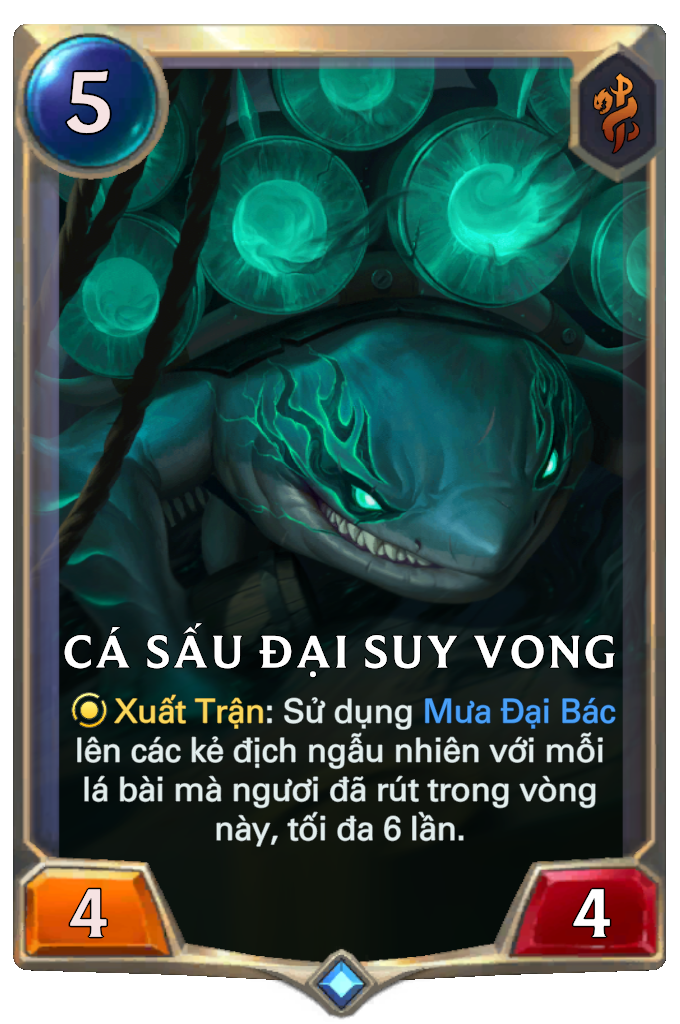 5
CÁ SẤU ĐẠI SUY VONG
Xuất Trận: Sử dụng Mưa Đại Bác
lên các kẻ địch ngẫu nhiên với mỗi
lá bài mà ngươi đã rút trong vòng
này, tối đa 6 lần.
4
4